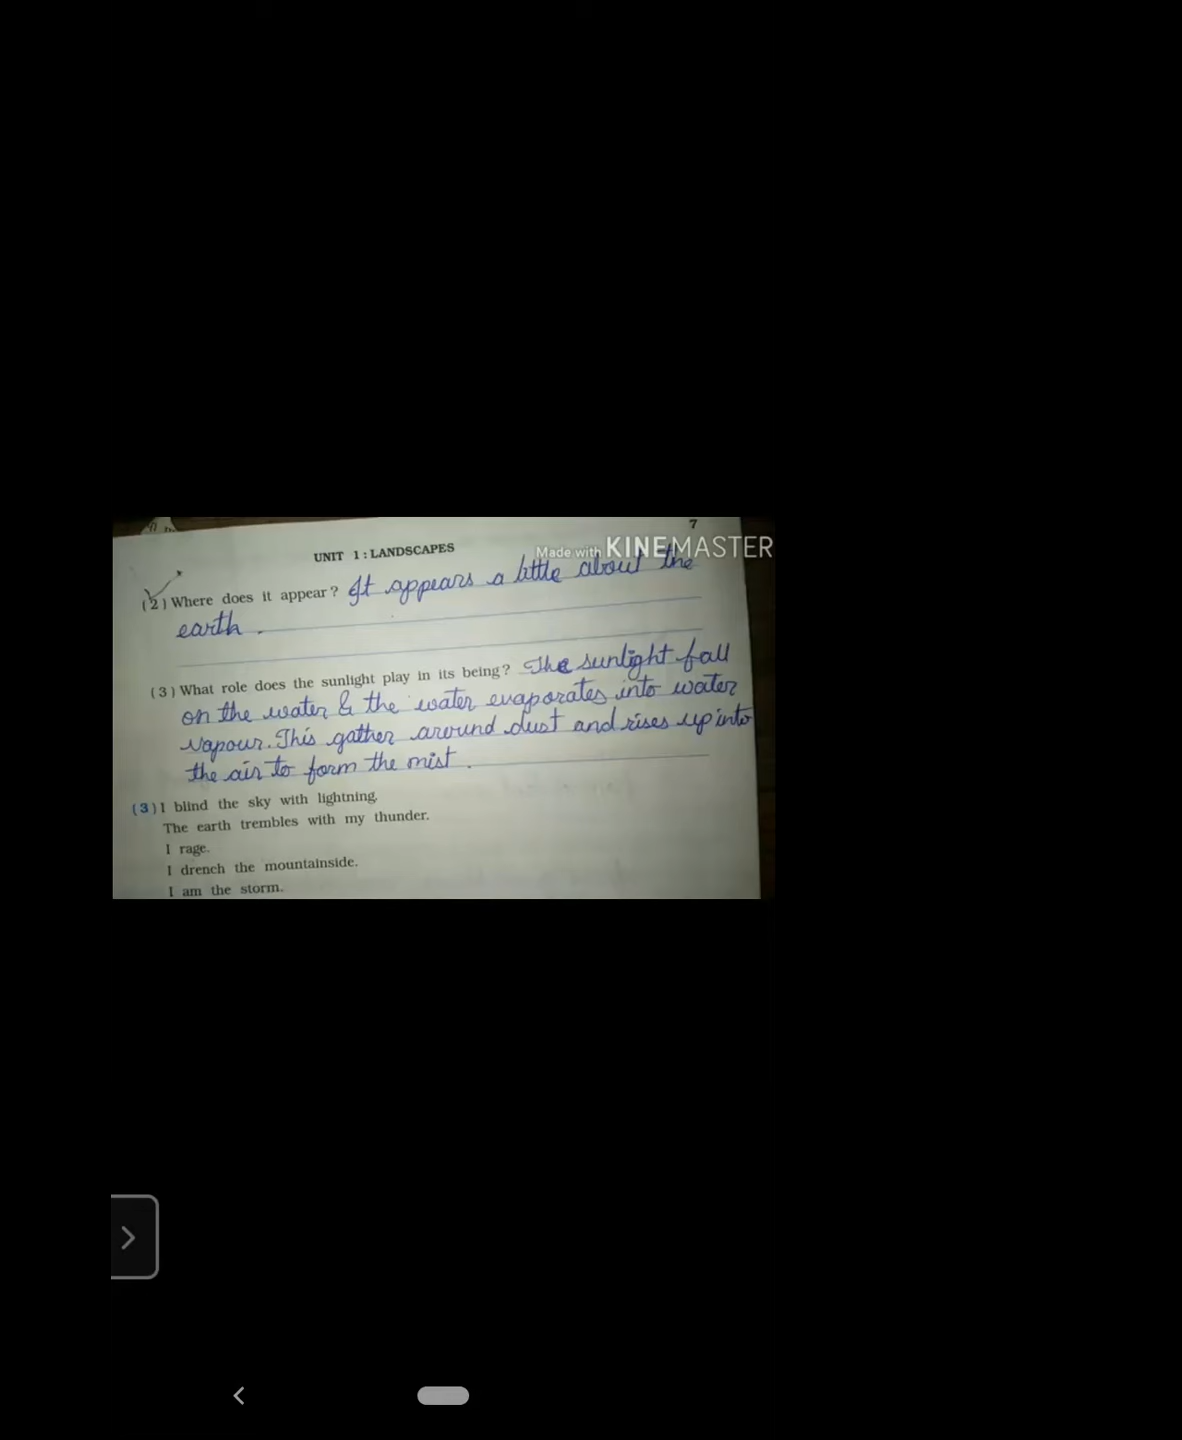 7
UNIT 1 : LANDSCAPES
Made with KINEMASTER
(2) Where does it appear? It appears a little about the
earth.
(3) What role does the sunlight play in its being? The sunlight fall
on the water & the water evaporates into water
vapour. This gather around dust and rises up into
the air to form the mist.
(3) I blind the sky with lightning.
The earth trembles with my thunder.
I rage.
I drench the mountainside.
I am the storm.